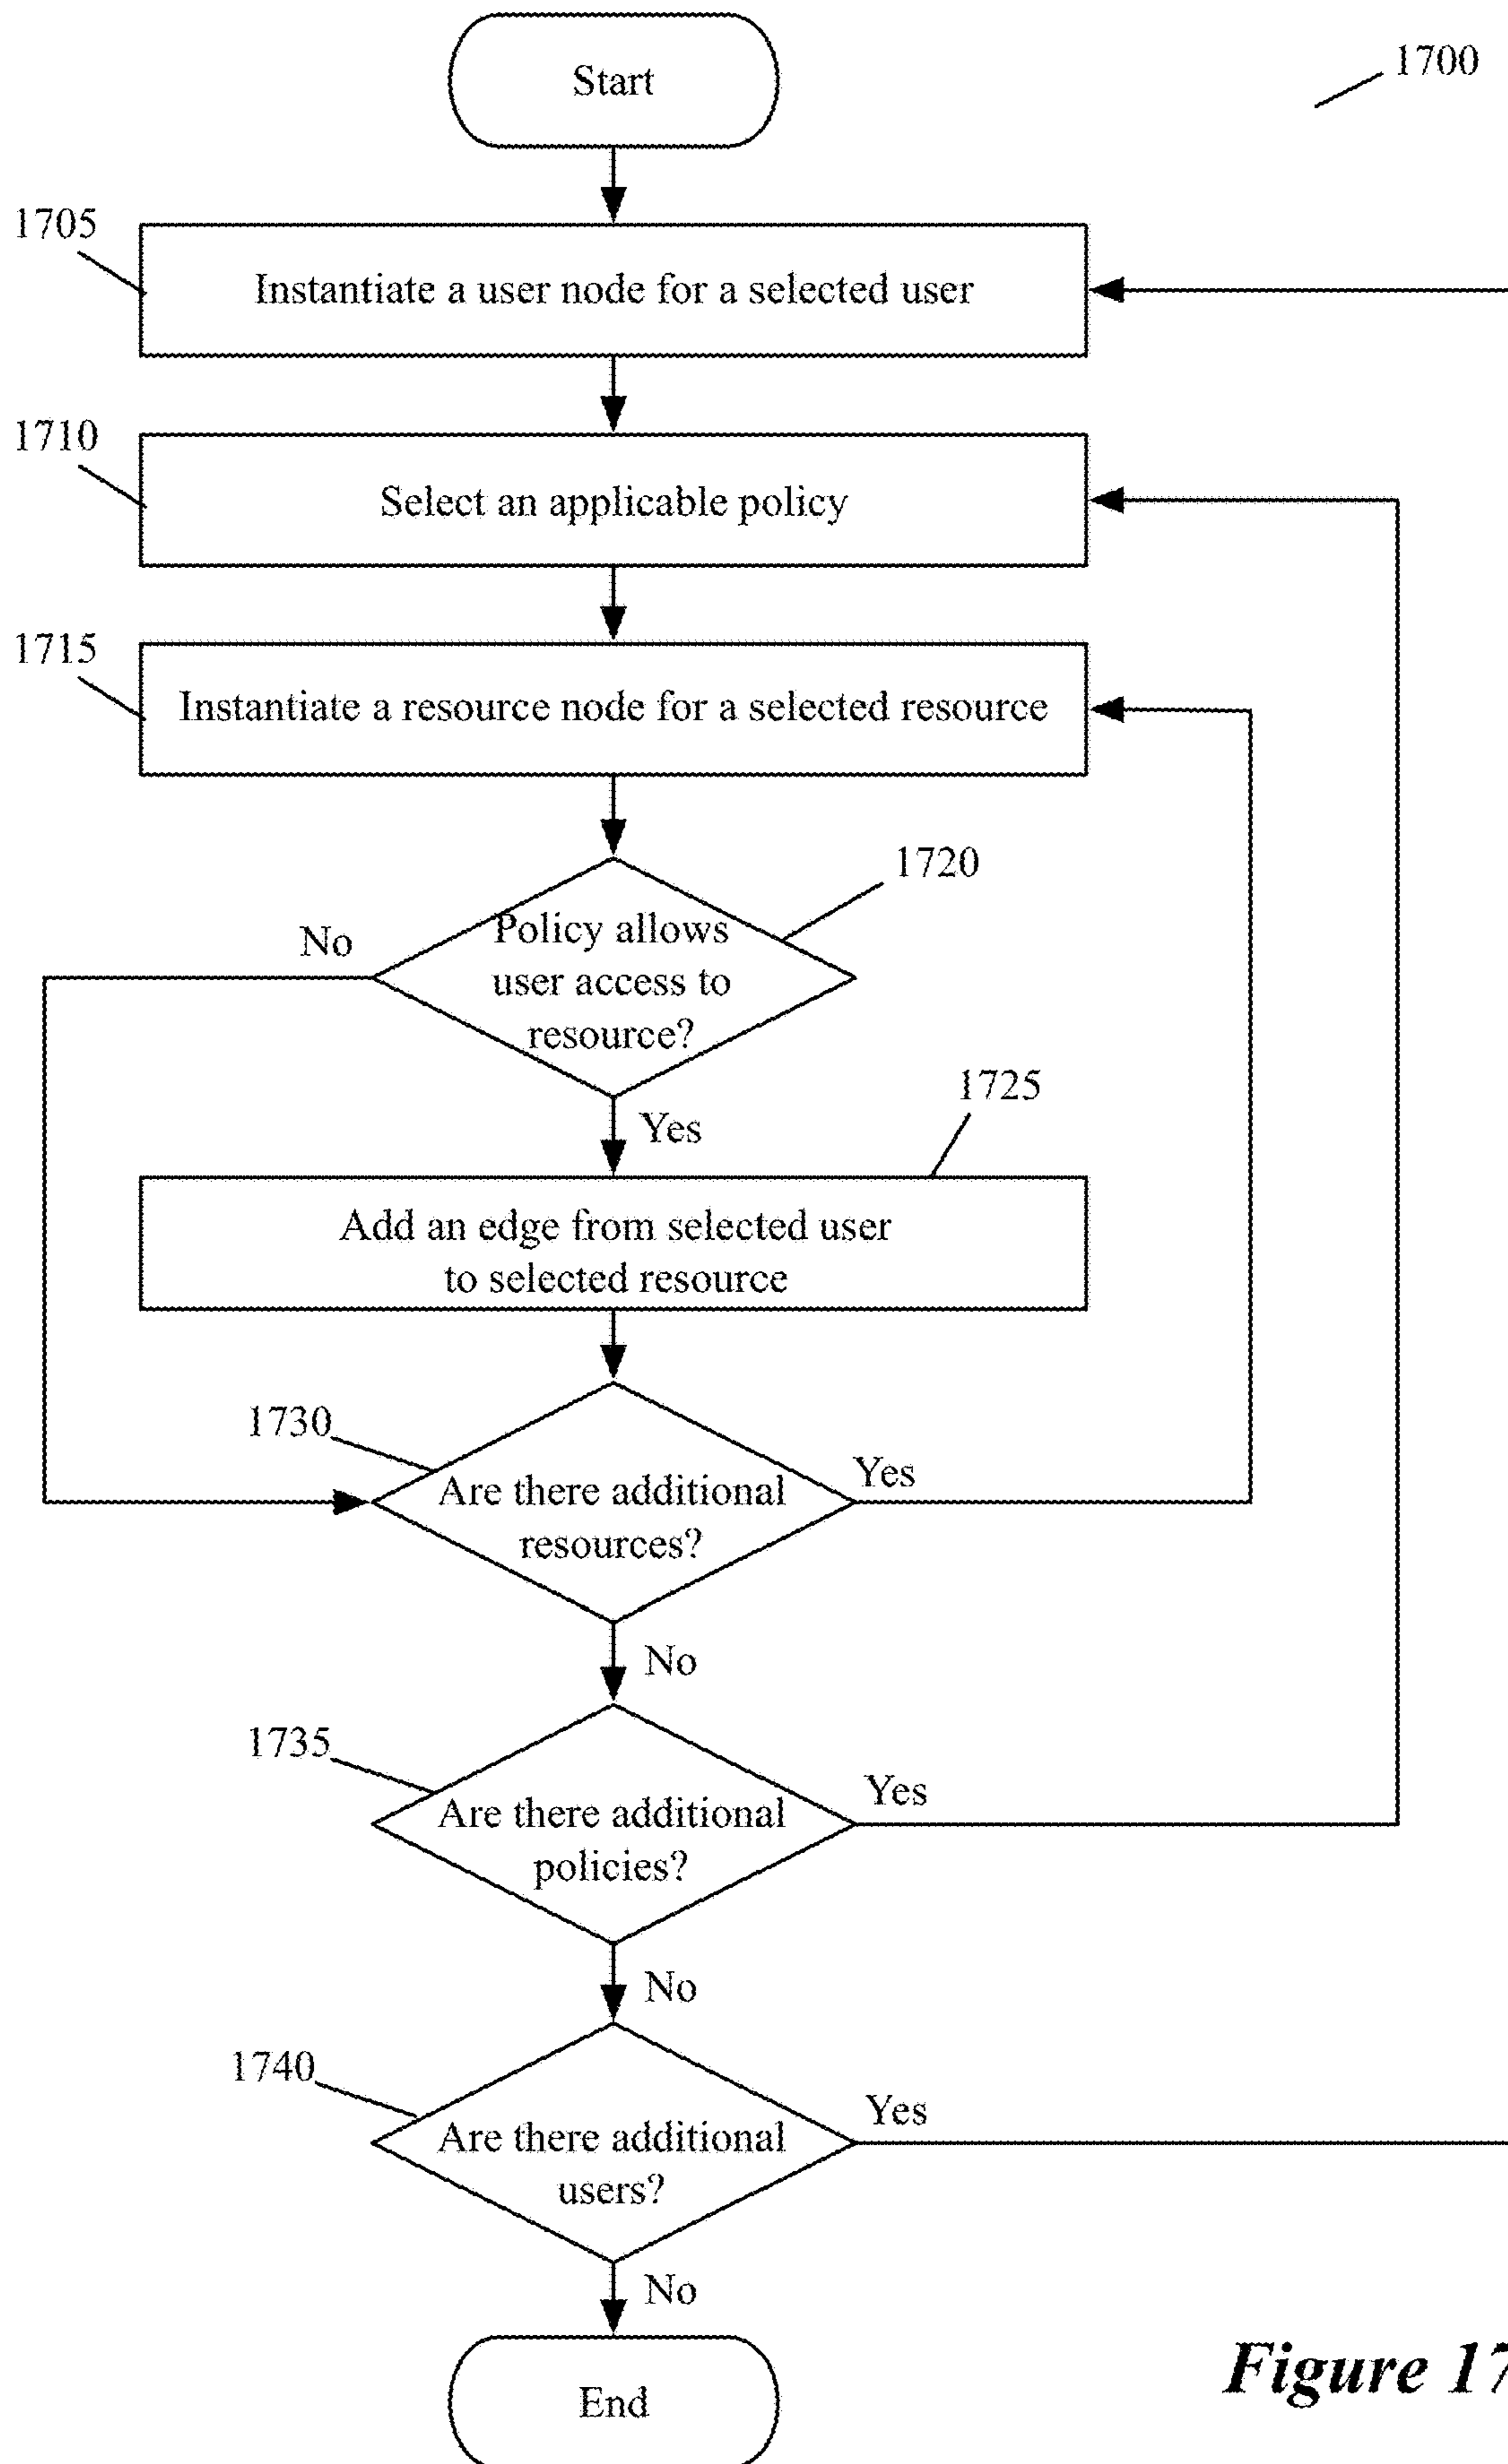 Start
1700
1705
Instantiate a user node for a selected user
1710
Select an applicable policy
1715
Instantiate a resource node for a selected resource
1720
No
Policy allows
user access to
resource?
1725
Yes
Add an edge from selected user
to selected resource
1730
Yes
Are there additional
resources?
No
1735
Yes
Are there additional
policies?
No
1740
Yes
Are there additional
users?
No
Figure 17
End